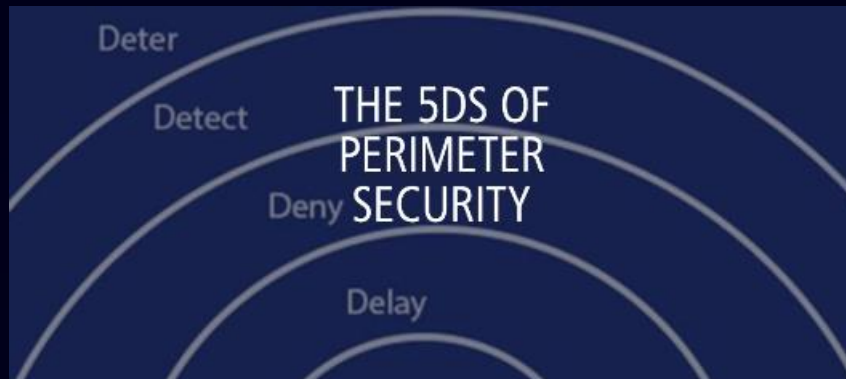 Deter
Detect
THE 5DS OF
PERIMETER
SECURITY
Deny
Delay